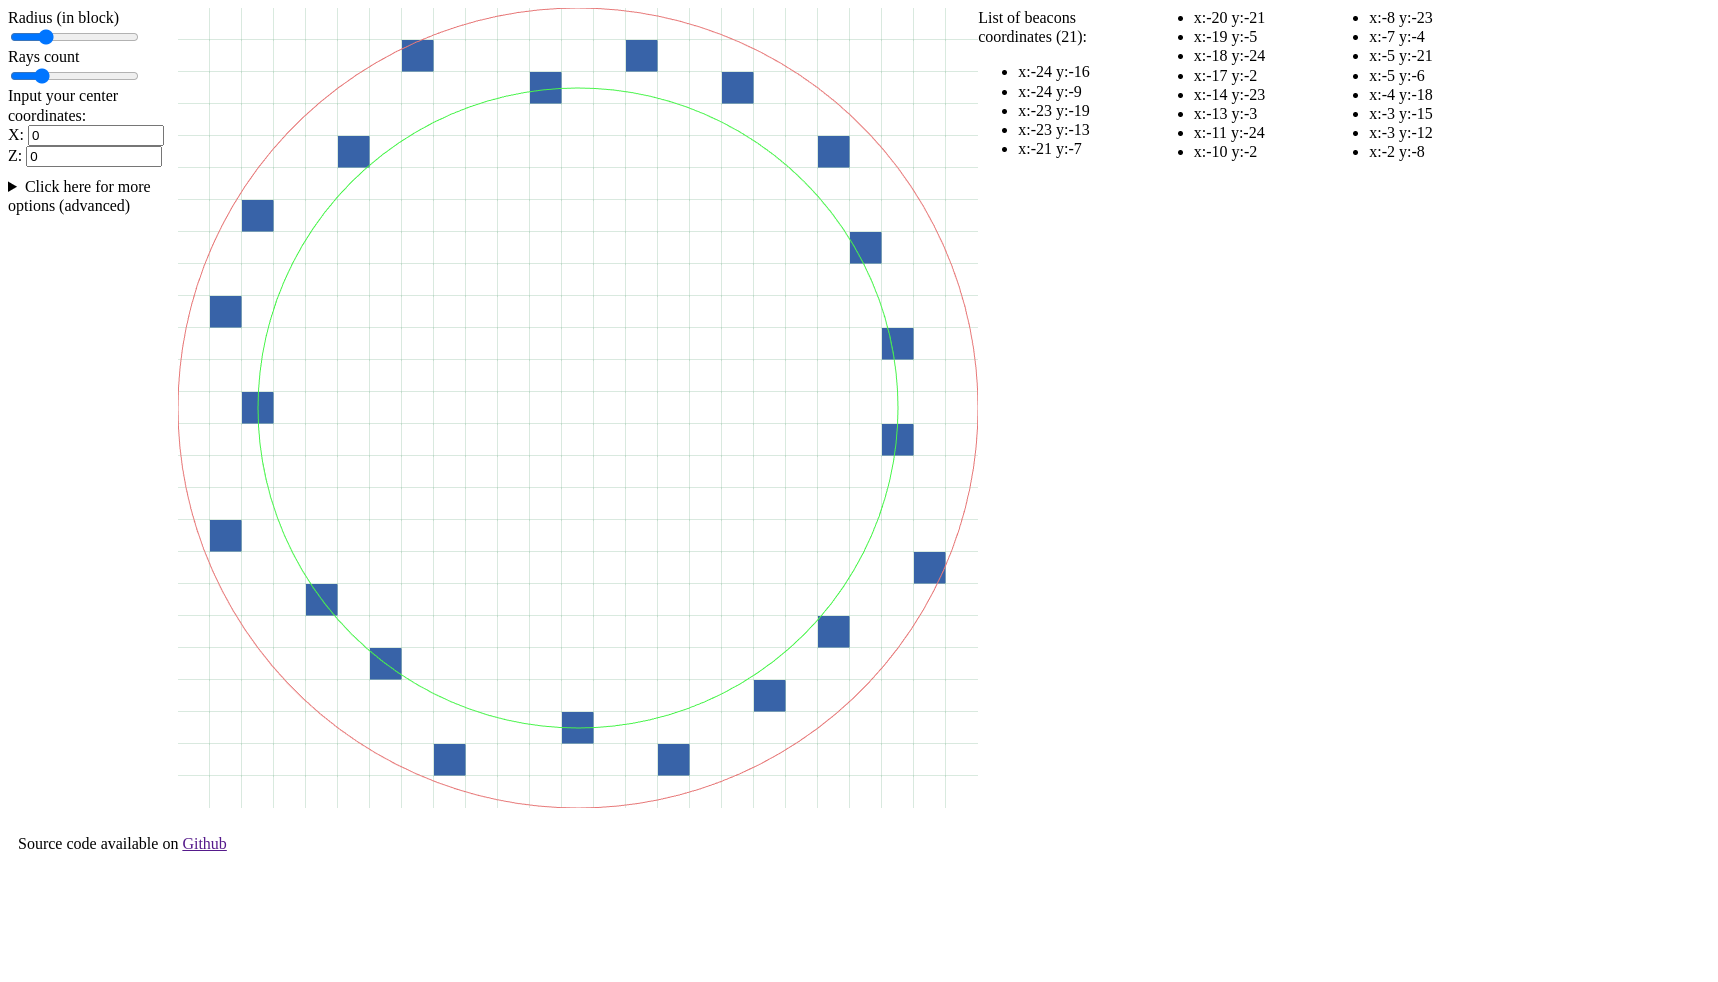 Radius (in block)
Rays count
Input your center
coordinates:
X: 0
Z: 0
▶ Click here for more
options (advanced)
List of beacons
coordinates (21):
• x:-24 y:-16
• x:-24 y:-9
• x:-23 y:-19
• x:-23 y:-13
• x:-21 y:-7
• x:-20 y:-21
• x:-19 y:-5
• x:-18 y:-24
• x:-17 y:-2
• x:-14 y:-23
• x:-13 y:-3
• x:-11 y:-24
• x:-10 y:-2
• x:-8 y:-23
• x:-7 y:-4
• x:-5 y:-21
• x:-5 y:-6
• x:-4 y:-18
• x:-3 y:-15
• x:-3 y:-12
• x:-2 y:-8
Source code available on Github